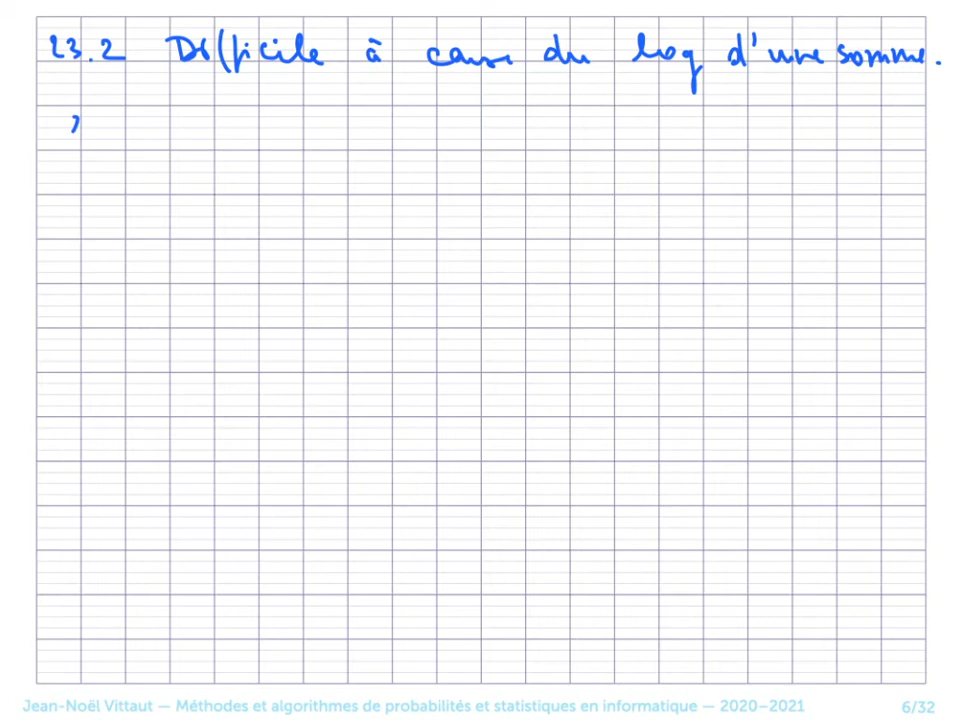 23.2 Difficile à cause du log d'une somme.
Jean-Noël Vittaut — Méthodes et algorithmes de probabilités et statistiques en informatique — 2020–2021 6/32